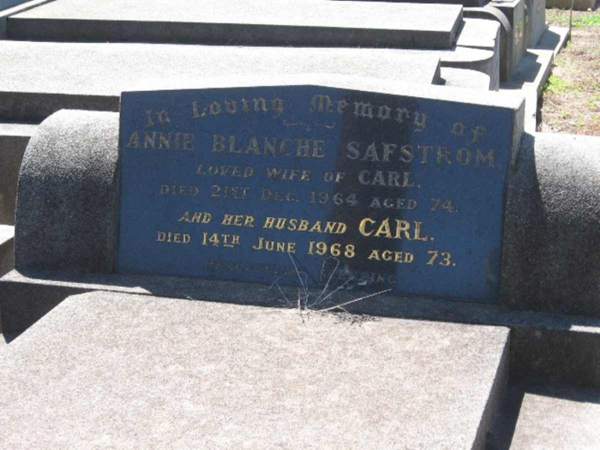 In Loving Memory of
ANNIE BLANCHE SAFSTROM.
LOVED WIFE OF CARL.
DIED 21ST DEC. 1964 AGED 74.
AND HER HUSBAND CARL.
DIED 14TH JUNE 1968 AGED 73.